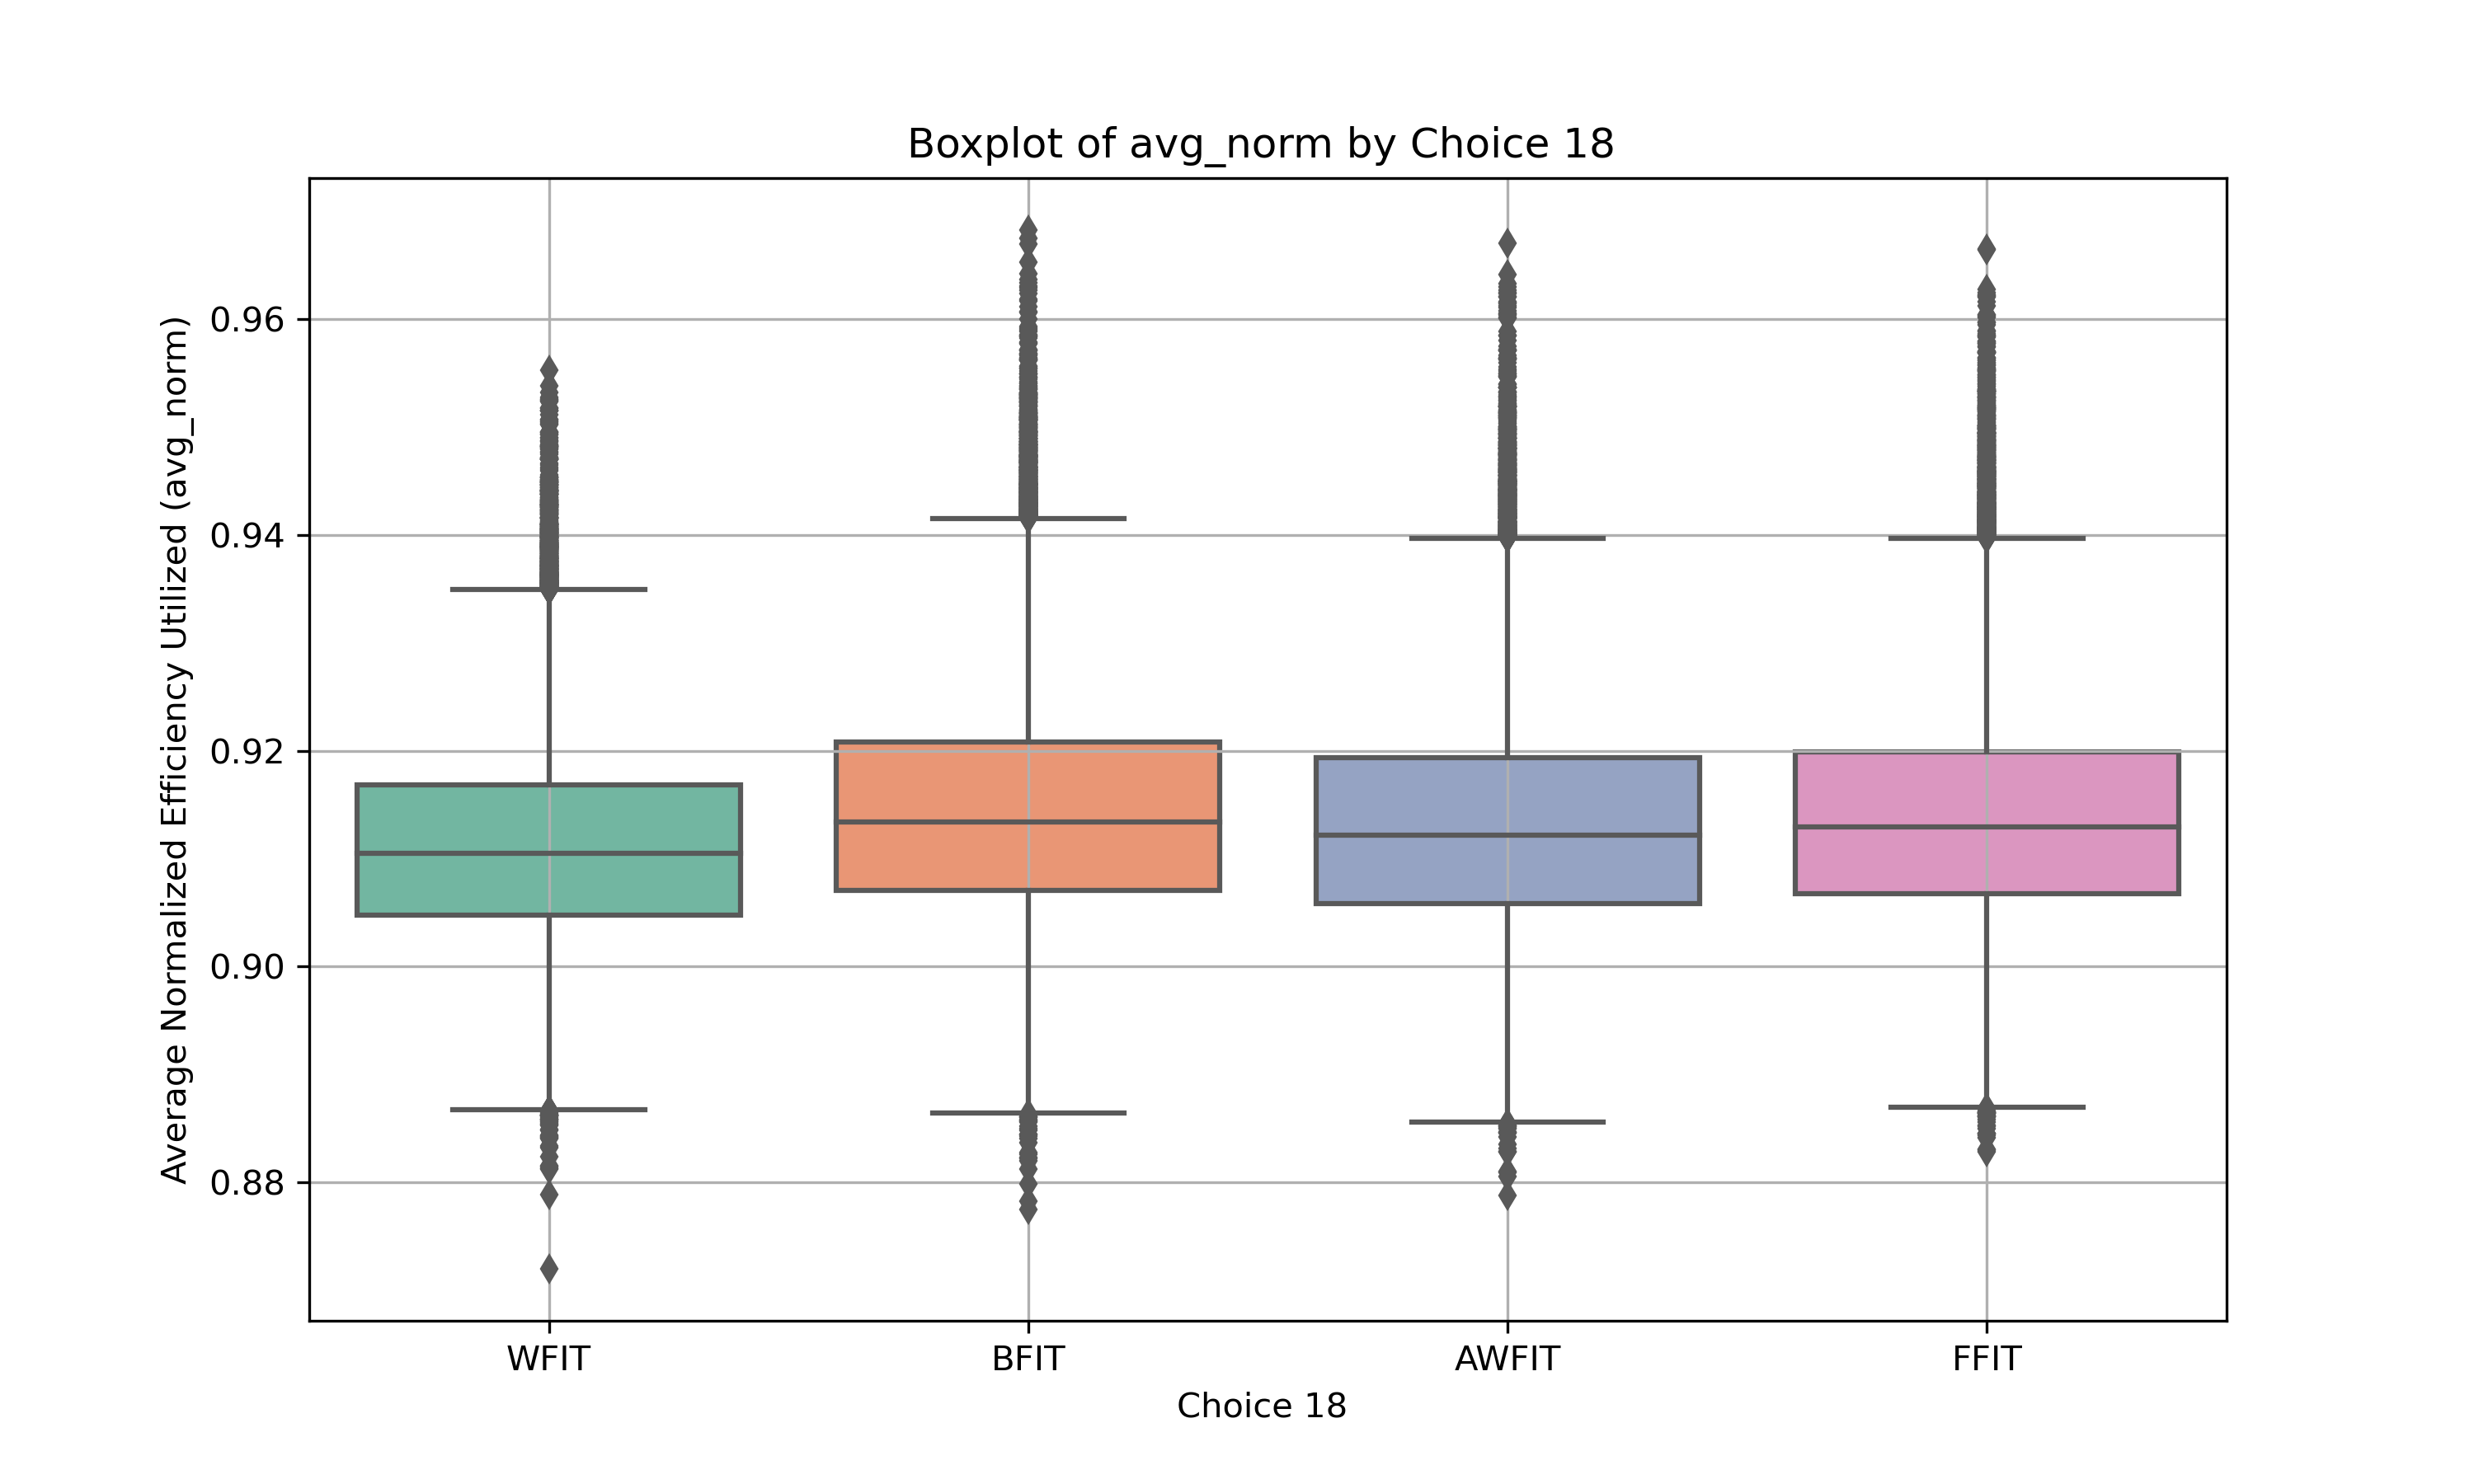 Boxplot of avg_norm by Choice 18
Average Normalized Efficiency Utilized (avg_norm)
0.96
0.94
0.92
0.90
0.88
WFIT BFIT AWFIT FFIT
Choice 18